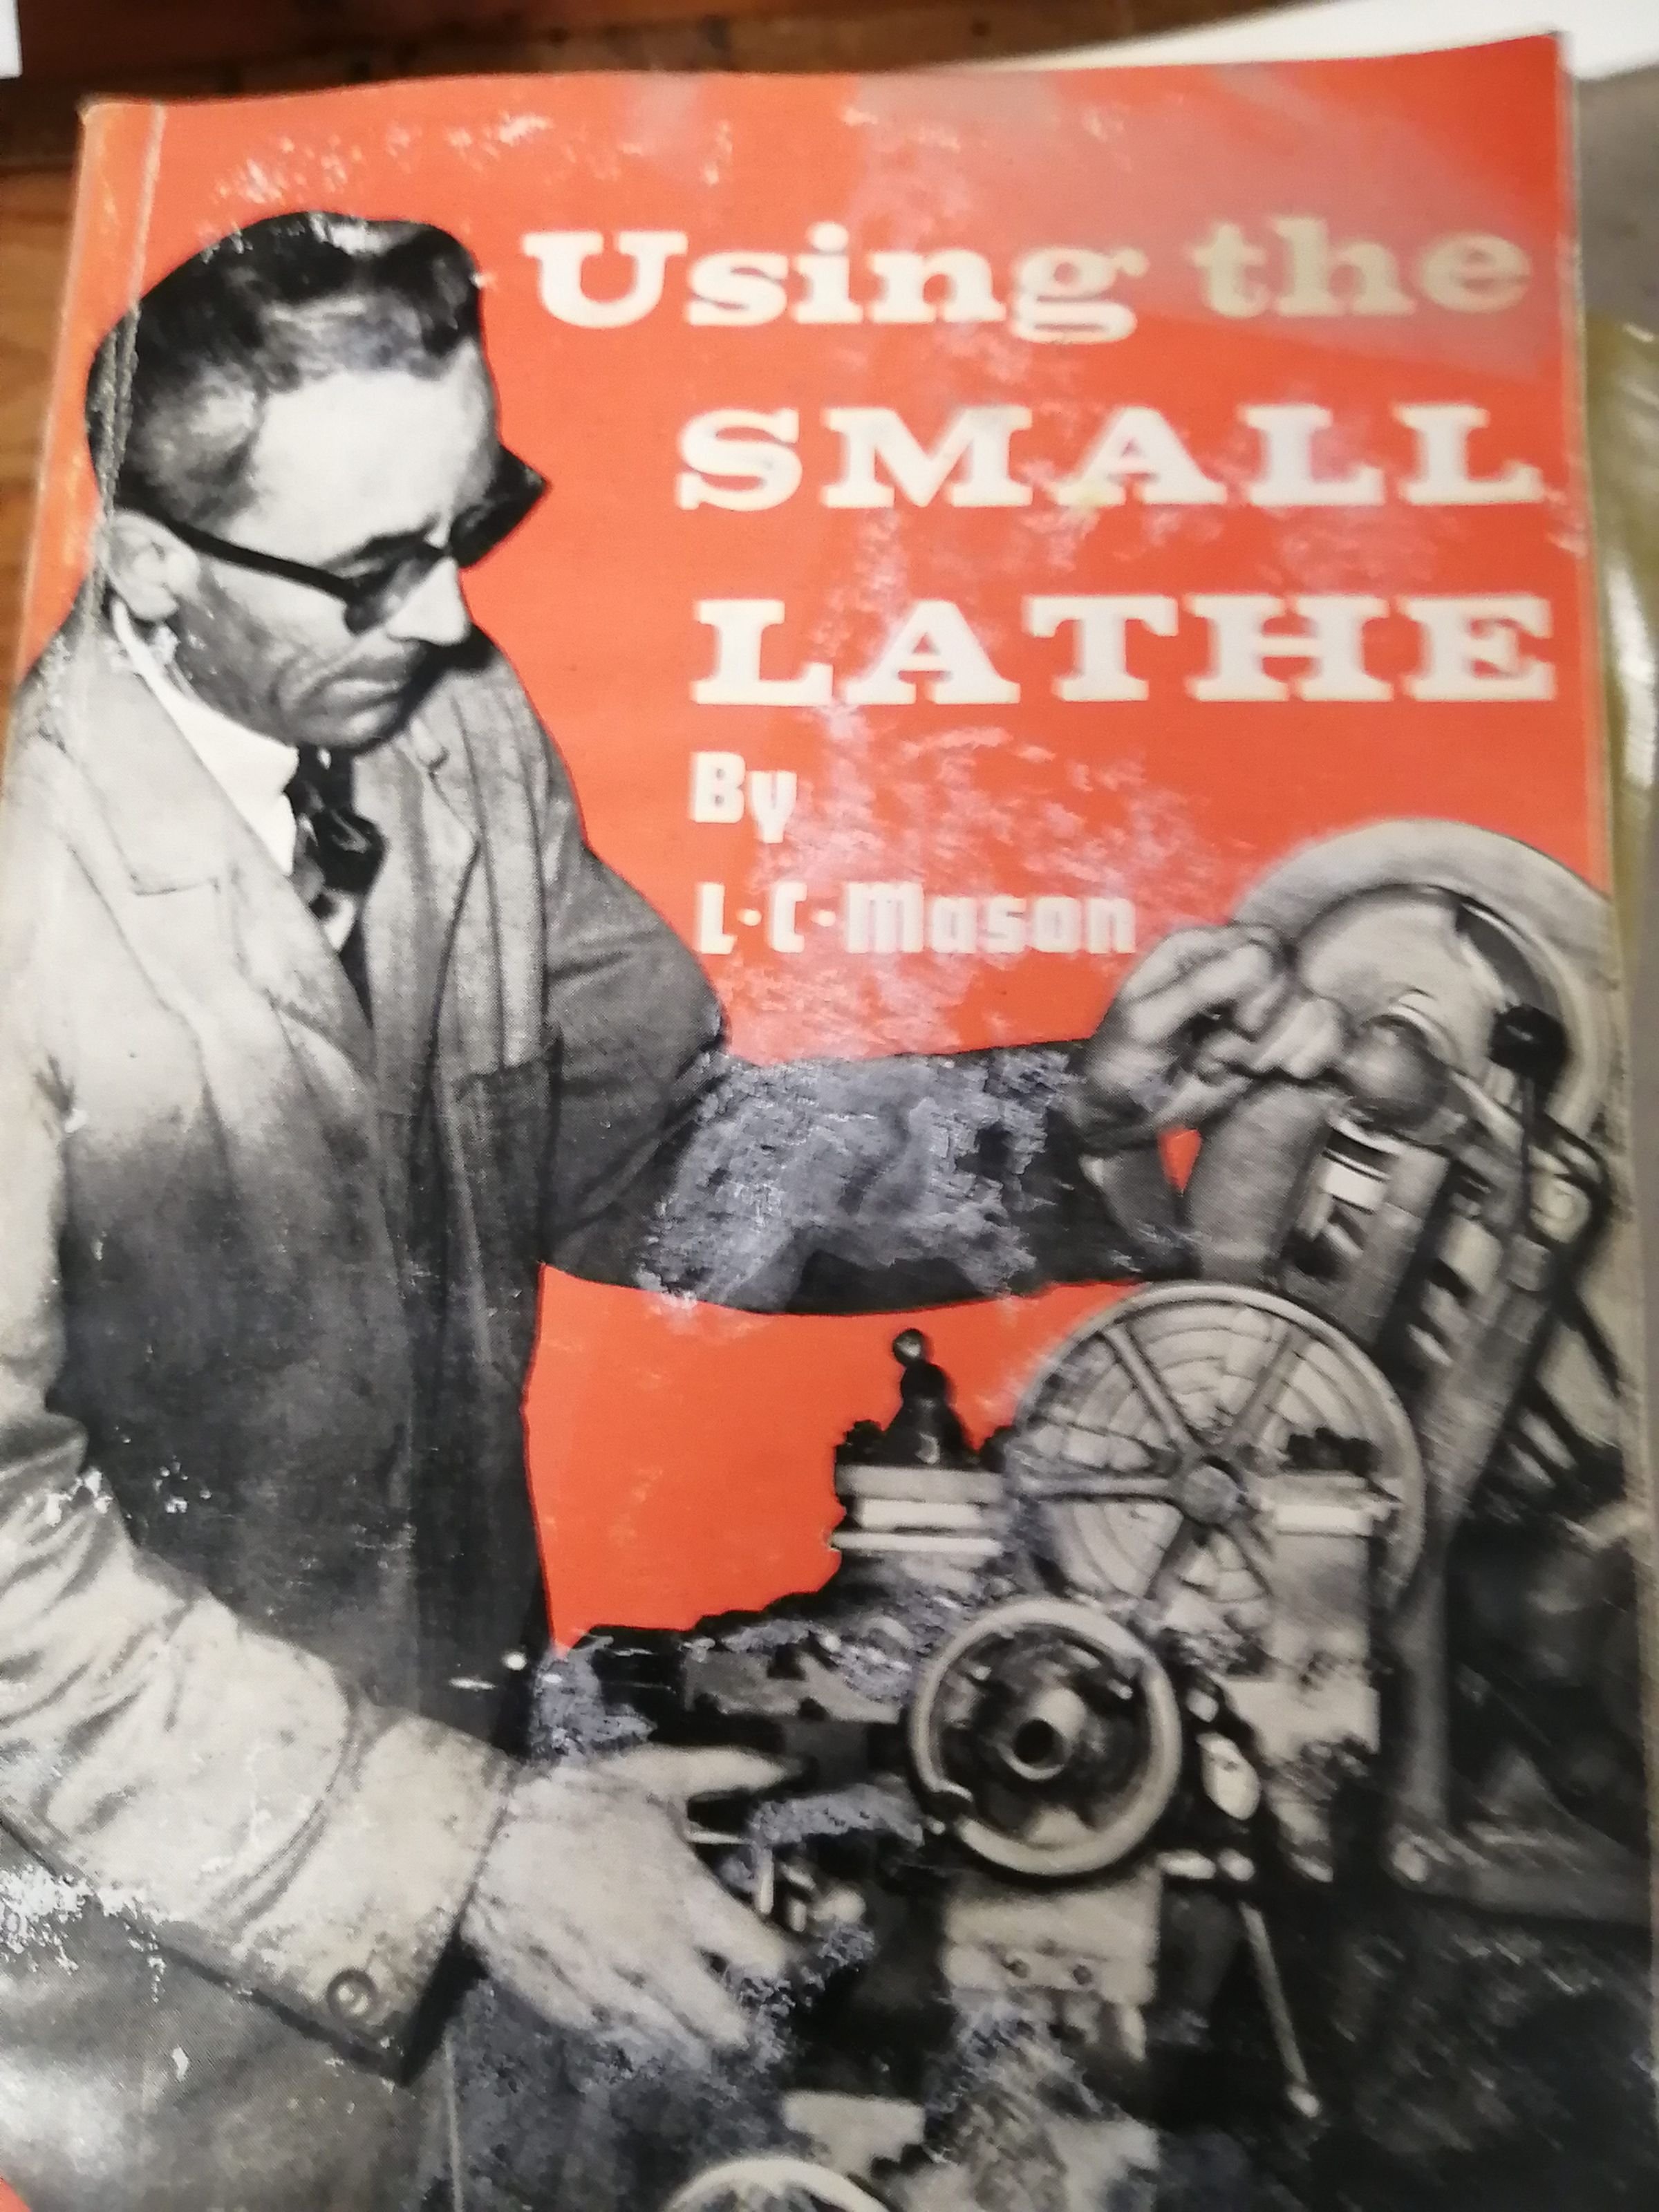 Using the
SMALL
LATHE
By
L·C·Mason